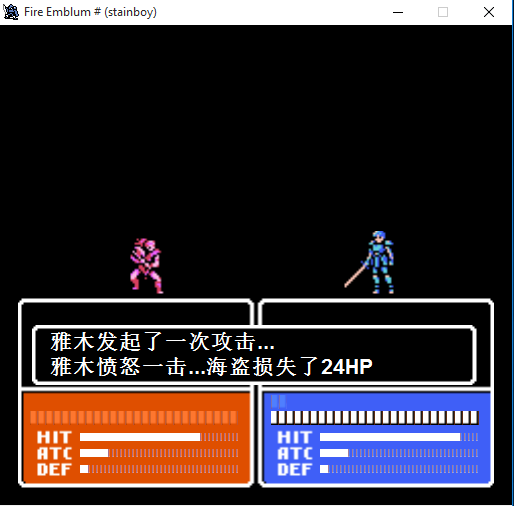 Fire Emblum # (stainboy)
雅木发起了一次攻击...
雅木愤怒一击...海盗损失了24HP
HIT
ATC
DEF
HIT
ATC
DEF